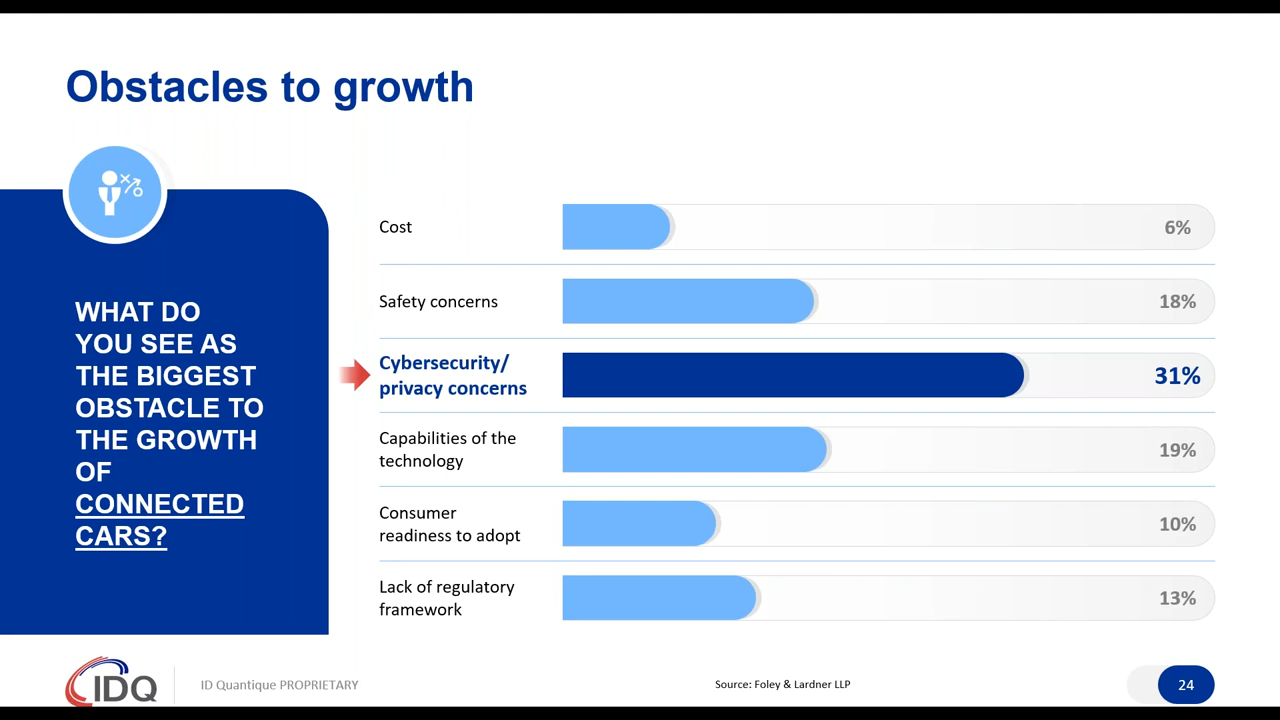 Obstacles to growth
WHAT DO
YOU SEE AS
THE BIGGEST
OBSTACLE TO
THE GROWTH
OF
CONNECTED
CARS?
Cost
6%
Safety concerns
18%
Cybersecurity/
privacy concerns
31%
Capabilities of the
technology
19%
Consumer
readiness to adopt
10%
Lack of regulatory
framework
13%
IDQ
ID Quantique PROPRIETARY
Source: Foley & Lardner LLP
24